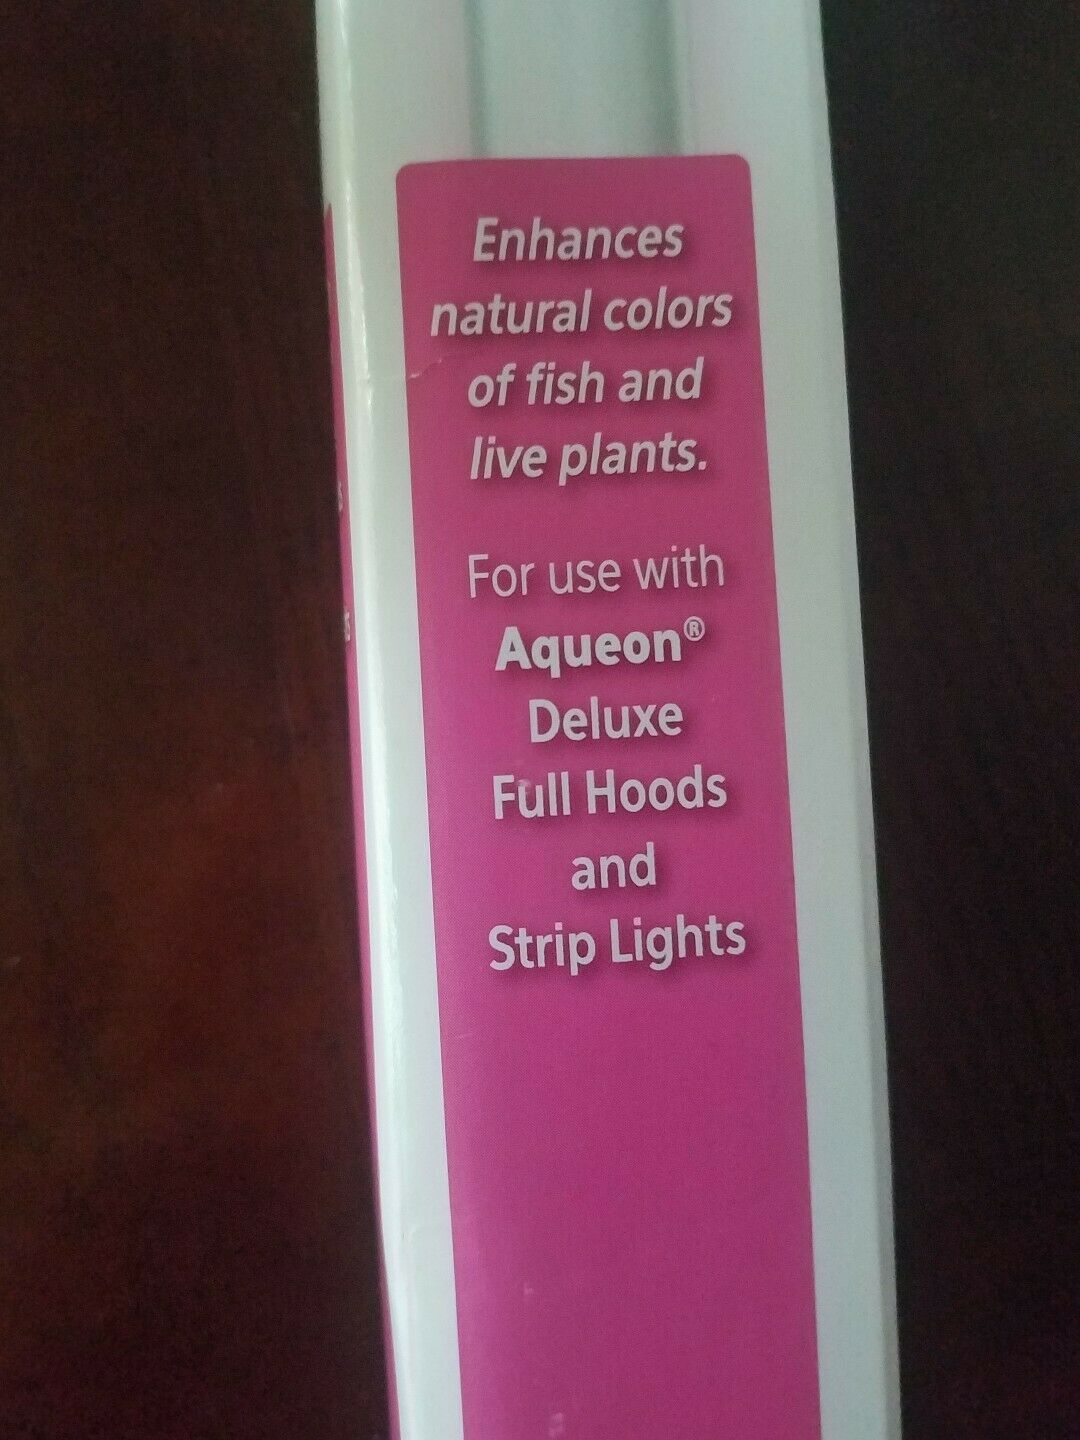 Enhances
natural colors
of fish and
live plants.
For use with
Aqueon®
Deluxe
Full Hoods
and
Strip Lights